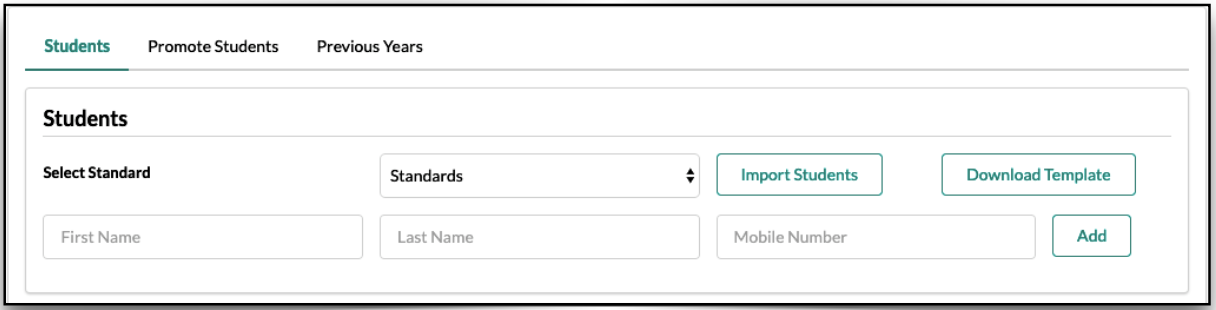 Students Promote Students Previous Years
Students
Select Standard Standards Import Students Download Template
First Name Last Name Mobile Number Add